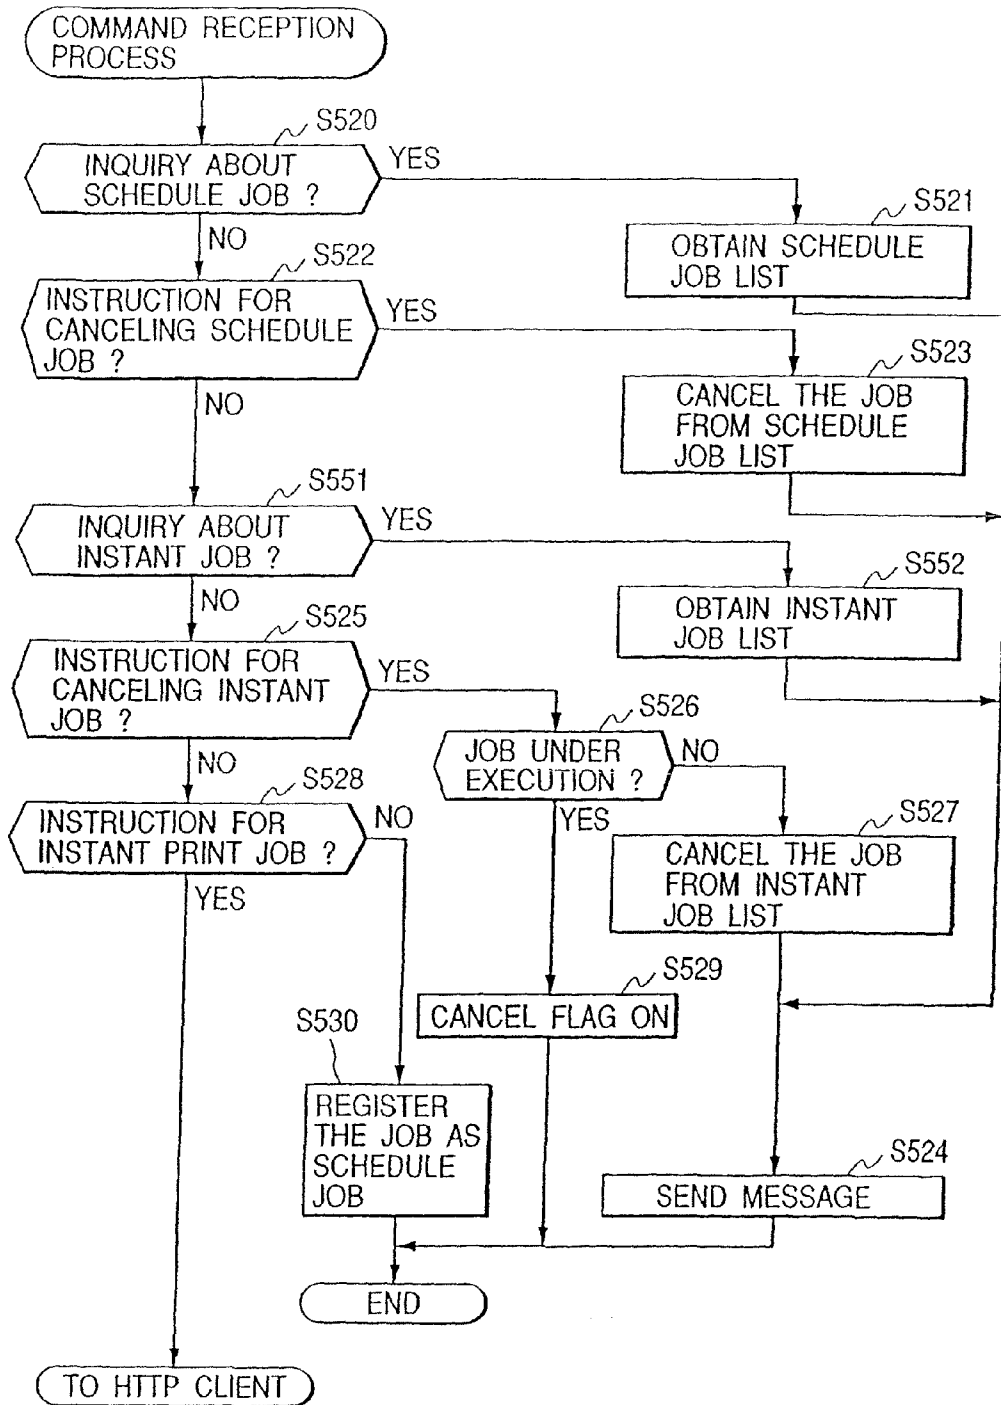 COMMAND RECEPTION
PROCESS
S520
INQUIRY ABOUT
SCHEDULE JOB ?
YES
NO
S521
OBTAIN SCHEDULE
JOB LIST
S522
INSTRUCTION FOR
CANCELING SCHEDULE
JOB ?
YES
NO
S523
CANCEL THE JOB
FROM SCHEDULE
JOB LIST
S551
INQUIRY ABOUT
INSTANT JOB ?
YES
NO
S552
OBTAIN INSTANT
JOB LIST
S525
INSTRUCTION FOR
CANCELING INSTANT
JOB ?
YES
NO
S526
JOB UNDER
EXECUTION ?
NO
YES
S527
CANCEL THE JOB
FROM INSTANT
JOB LIST
S528
INSTRUCTION FOR
INSTANT PRINT JOB ?
NO
YES
S529
CANCEL FLAG ON
S530
REGISTER
THE JOB AS
SCHEDULE
JOB
S524
SEND MESSAGE
END
TO HTTP CLIENT